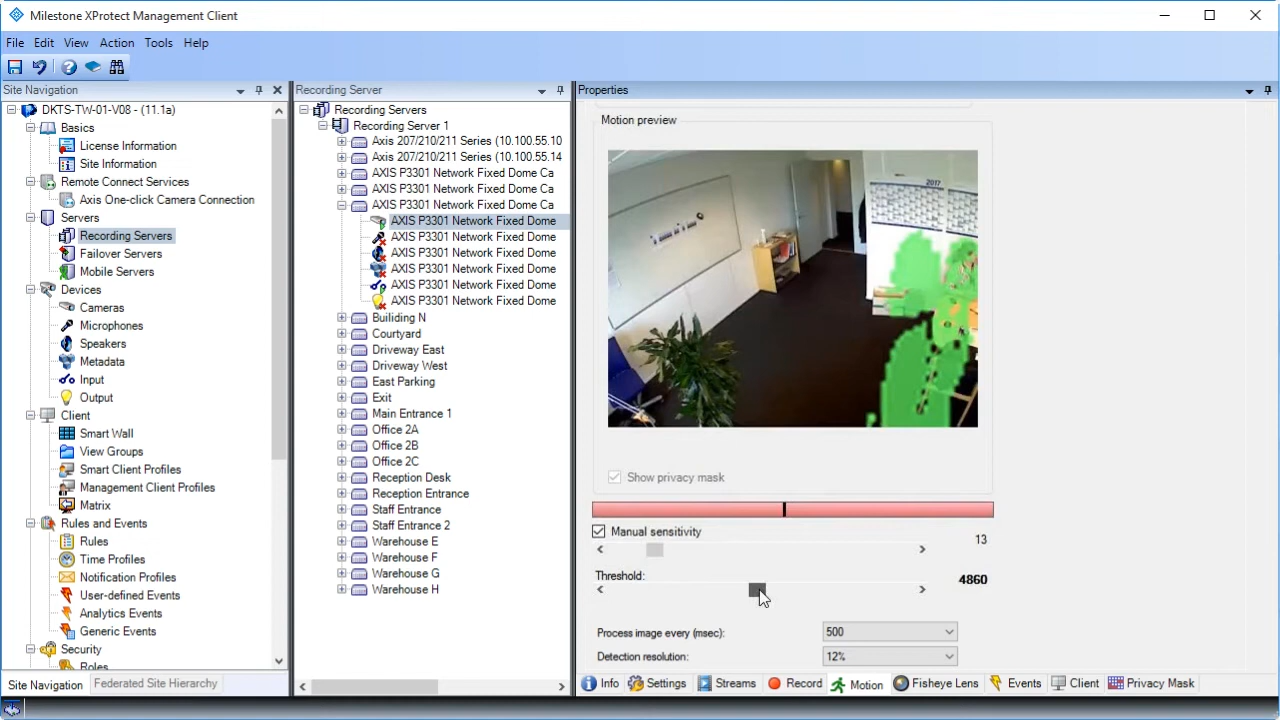 Milestone XProtect Management Client
File Edit View Action Tools Help
Site Navigation
DKTS-TW-01-V08 - (11.1a)
Basics
License Information
Site Information
Remote Connect Services
Axis One-click Camera Connection
Servers
Recording Servers
Failover Servers
Mobile Servers
Devices
Cameras
Microphones
Speakers
Metadata
Input
Output
Client
Smart Wall
View Groups
Smart Client Profiles
Management Client Profiles
Matrix
Rules and Events
Rules
Time Profiles
Notification Profiles
User-defined Events
Analytics Events
Generic Events
Security
Roles
Site Navigation Federated Site Hierarchy
Recording Server
Recording Servers
Recording Server 1
Axis 207/210/211 Series (10.100.55.10
Axis 207/210/211 Series (10.100.55.14
AXIS P3301 Network Fixed Dome Ca
AXIS P3301 Network Fixed Dome Ca
AXIS P3301 Network Fixed Dome Ca
AXIS P3301 Network Fixed Dome
AXIS P3301 Network Fixed Dome
AXIS P3301 Network Fixed Dome
AXIS P3301 Network Fixed Dome
AXIS P3301 Network Fixed Dome
AXIS P3301 Network Fixed Dome
Building N
Courtyard
Driveway East
Driveway West
East Parking
Exit
Main Entrance 1
Office 2A
Office 2B
Office 2C
Reception Desk
Reception Entrance
Staff Entrance
Staff Entrance 2
Warehouse E
Warehouse F
Warehouse G
Warehouse H
Properties
Motion preview
2017
Show privacy mask
Manual sensitivity
13
Threshold:
4860
Process image every (msec): 500
Detection resolution: 12%
Info Settings Streams Record Motion Fisheye Lens Events Client Privacy Mask